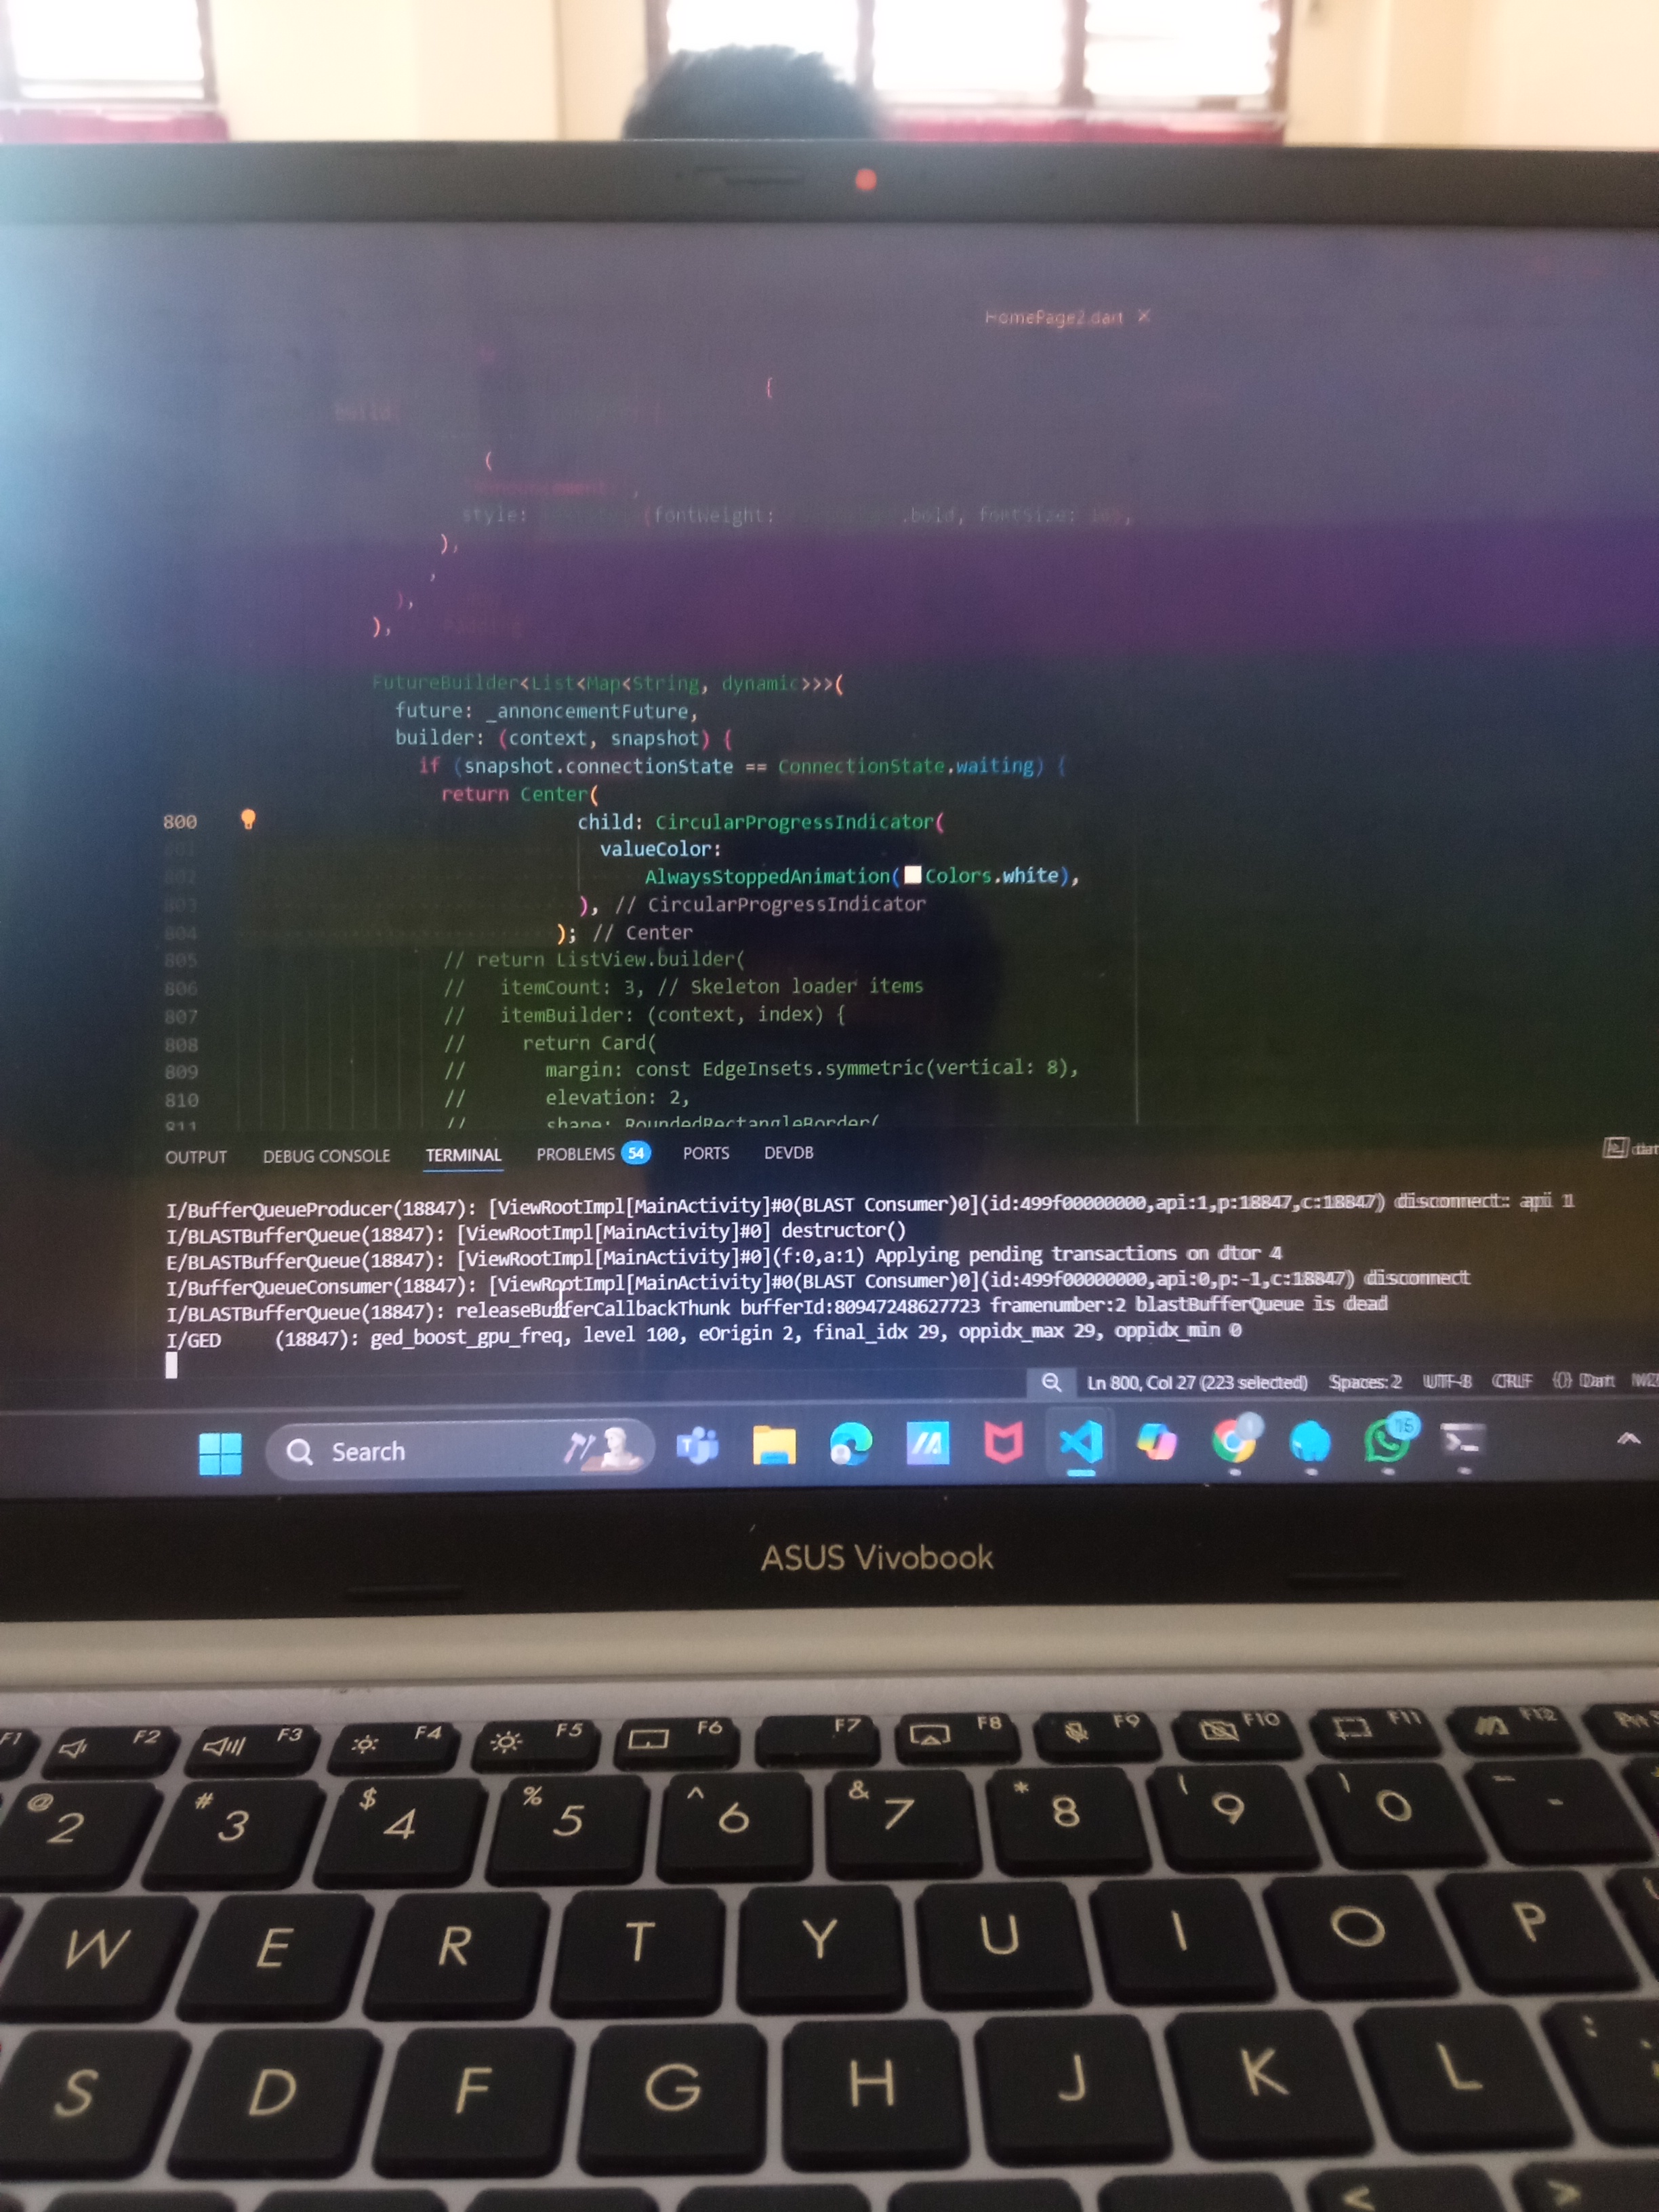 HomePage2.dart ×
{
build
(
style: (fontWeight: .bold, fontSize:
),
,
),
),
FutureBuilder<List<Map<String, dynamic>>>(
future: _annoncementFuture,
builder: (context, snapshot) {
if (snapshot.connectionState == ConnectionState.waiting) {
return Center(
800 child: CircularProgressIndicator(
801 valueColor:
802 AlwaysStoppedAnimation(Colors.white),
803 ), // CircularProgressIndicator
804 ); // Center
805 // return ListView.builder(
806 // itemCount: 3, // Skeleton loader items
807 // itemBuilder: (context, index) {
808 // return Card(
809 // margin: const EdgeInsets.symmetric(vertical: 8),
810 // elevation: 2,
811 // shape: RoundedRectangleBorder(
OUTPUT DEBUG CONSOLE TERMINAL PROBLEMS 54 PORTS DEVDB
I/BufferQueueProducer(18847): [ViewRootImpl[MainActivity]#0(BLAST Consumer)0](id:499f00000000,api:1,p:18847,c:18847) disconnect: api 1
I/BLASTBufferQueue(18847): [ViewRootImpl[MainActivity]#0] destructor()
E/BLASTBufferQueue(18847): [ViewRootImpl[MainActivity]#0](f:0,a:1) Applying pending transactions on dtor 4
I/BufferQueueConsumer(18847): [ViewRootImpl[MainActivity]#0(BLAST Consumer)0](id:499f00000000,api:0,p:-1,c:18847) disconnect
I/BLASTBufferQueue(18847): releaseBufferCallbackThunk bufferId:80947248627723 framenumber:2 blastBufferQueue is dead
I/GED (18847): ged_boost_gpu_freq, level 100, eOrigin 2, final_idx 29, oppidx_max 29, oppidx_min 0
Ln 800, Col 27 (223 selected) Spaces: 2 UTF-8 CRLF {} Dart
Search
ASUS Vivobook
F1 F2 F3 F4 F5 F6 F7 F8 F9 F10 F11 F12
@ 2 # 3 $ 4 % 5 ^ 6 & 7 * 8 ( 9 ) 0 -
W E R T Y U I O P
S D F G H J K L :
< >